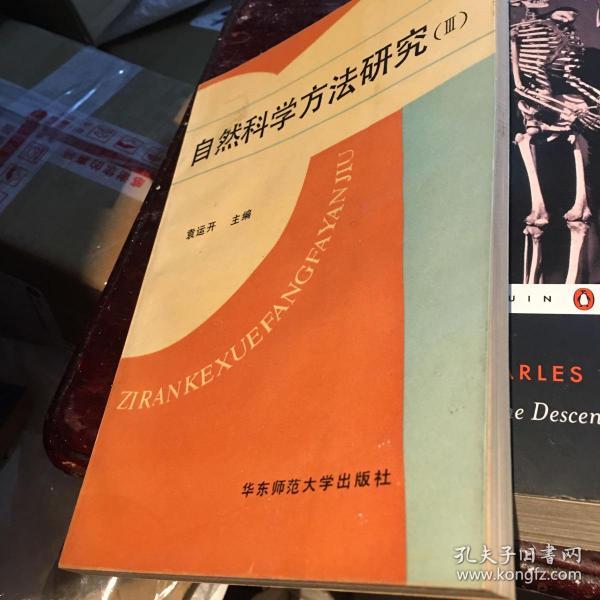 自然科学方法研究(III)
袁运开 主编
ZIRANKEXUEFANGFAYANJIU
华东师范大学出版社
UIN
ARLES
e Descen
孔夫子旧书网
www.kongfz.com